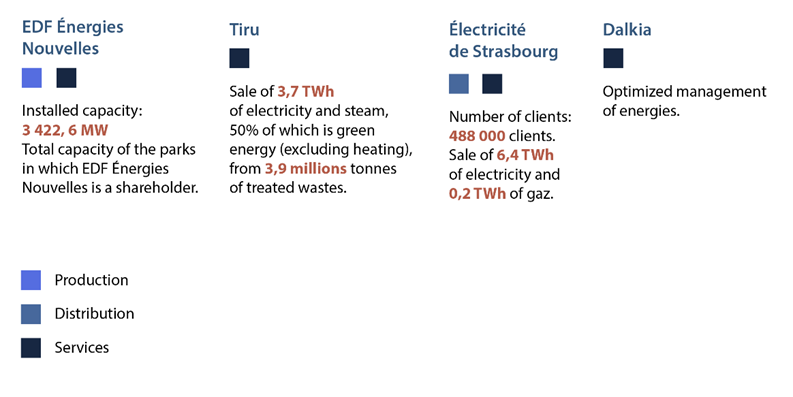 EDF Énergies
Nouvelles
Installed capacity:
3 422, 6 MW
Total capacity of the parks
in which EDF Énergies
Nouvelles is a shareholder.
Tiru
Sale of 3,7 TWh
of electricity and steam,
50% of which is green
energy (excluding heating),
from 3,9 millions tonnes
of treated wastes.
Électricité
de Strasbourg
Number of clients:
488 000 clients.
Sale of 6,4 TWh
of electricity and
0,2 TWh of gaz.
Dalkia
Optimized management
of energies.
Production
Distribution
Services